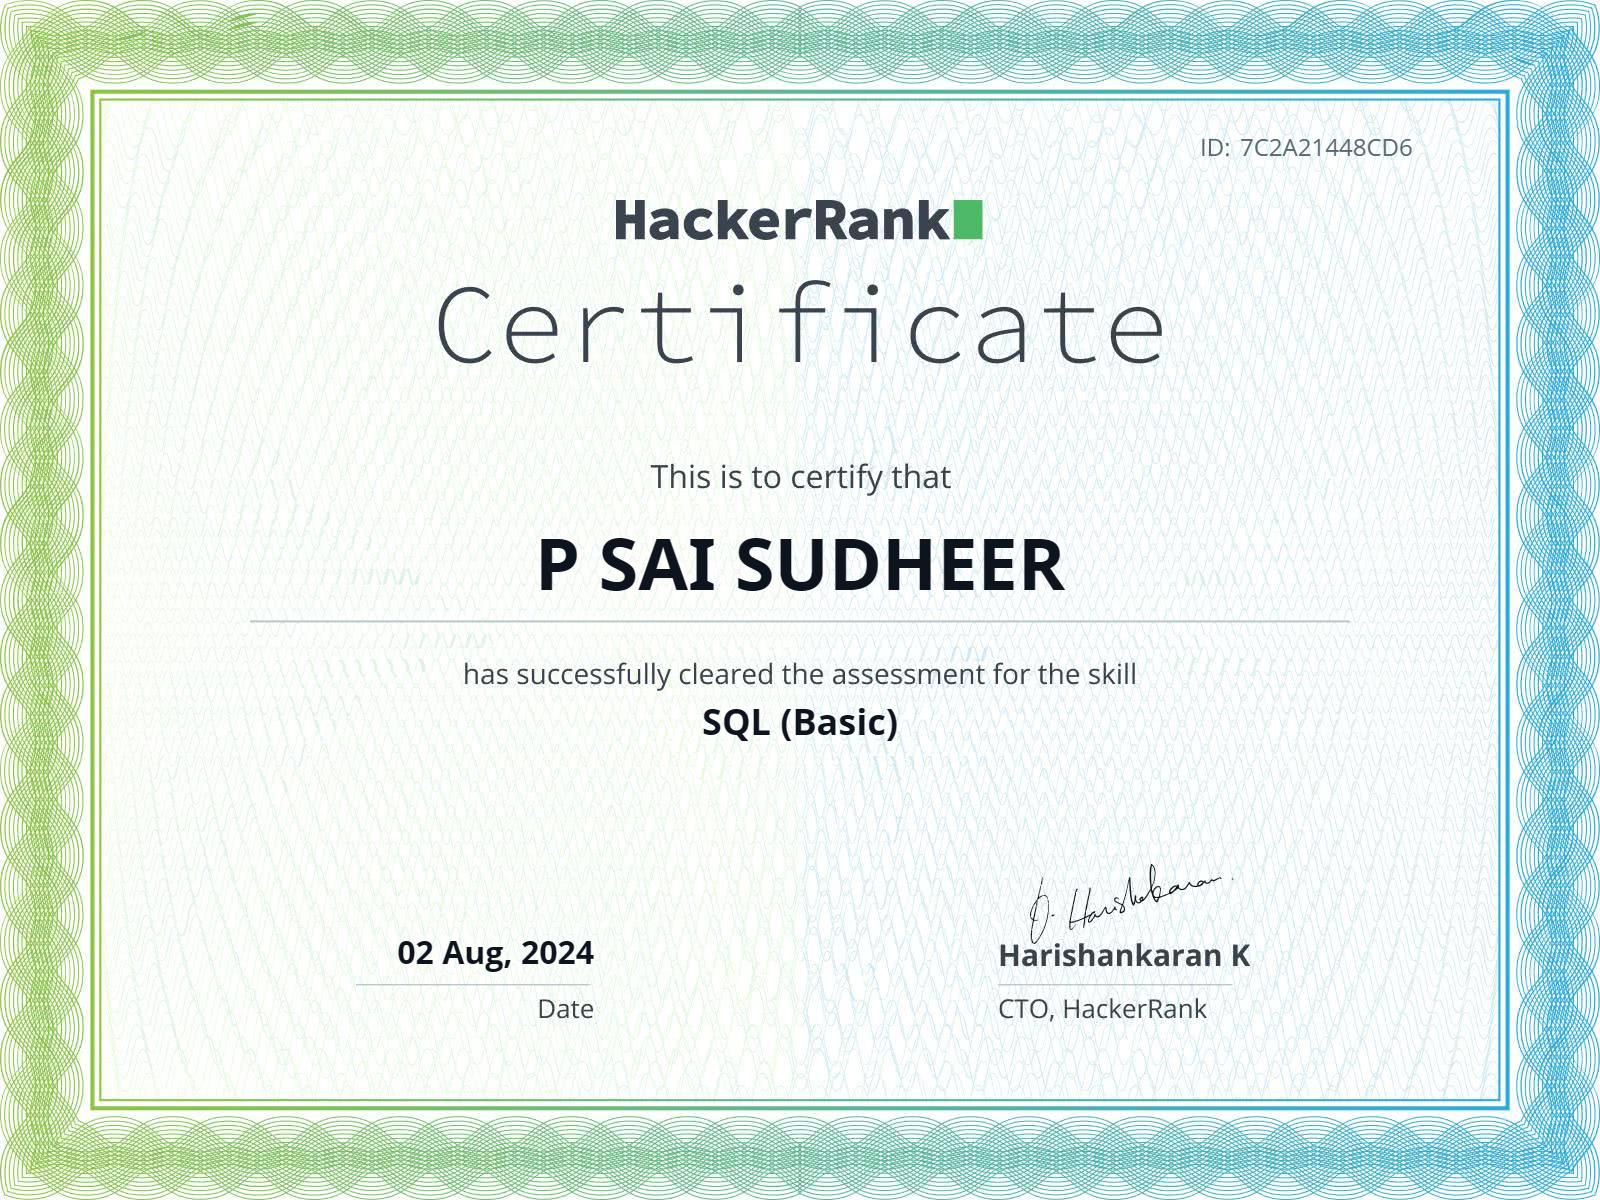 ID: 7C2A21448CD6
HackerRank
Certificate
This is to certify that
P SAI SUDHEER
has successfully cleared the assessment for the skill
SQL (Basic)
02 Aug, 2024
Date
D. Harishankaran
Harishankaran K
CTO, HackerRank